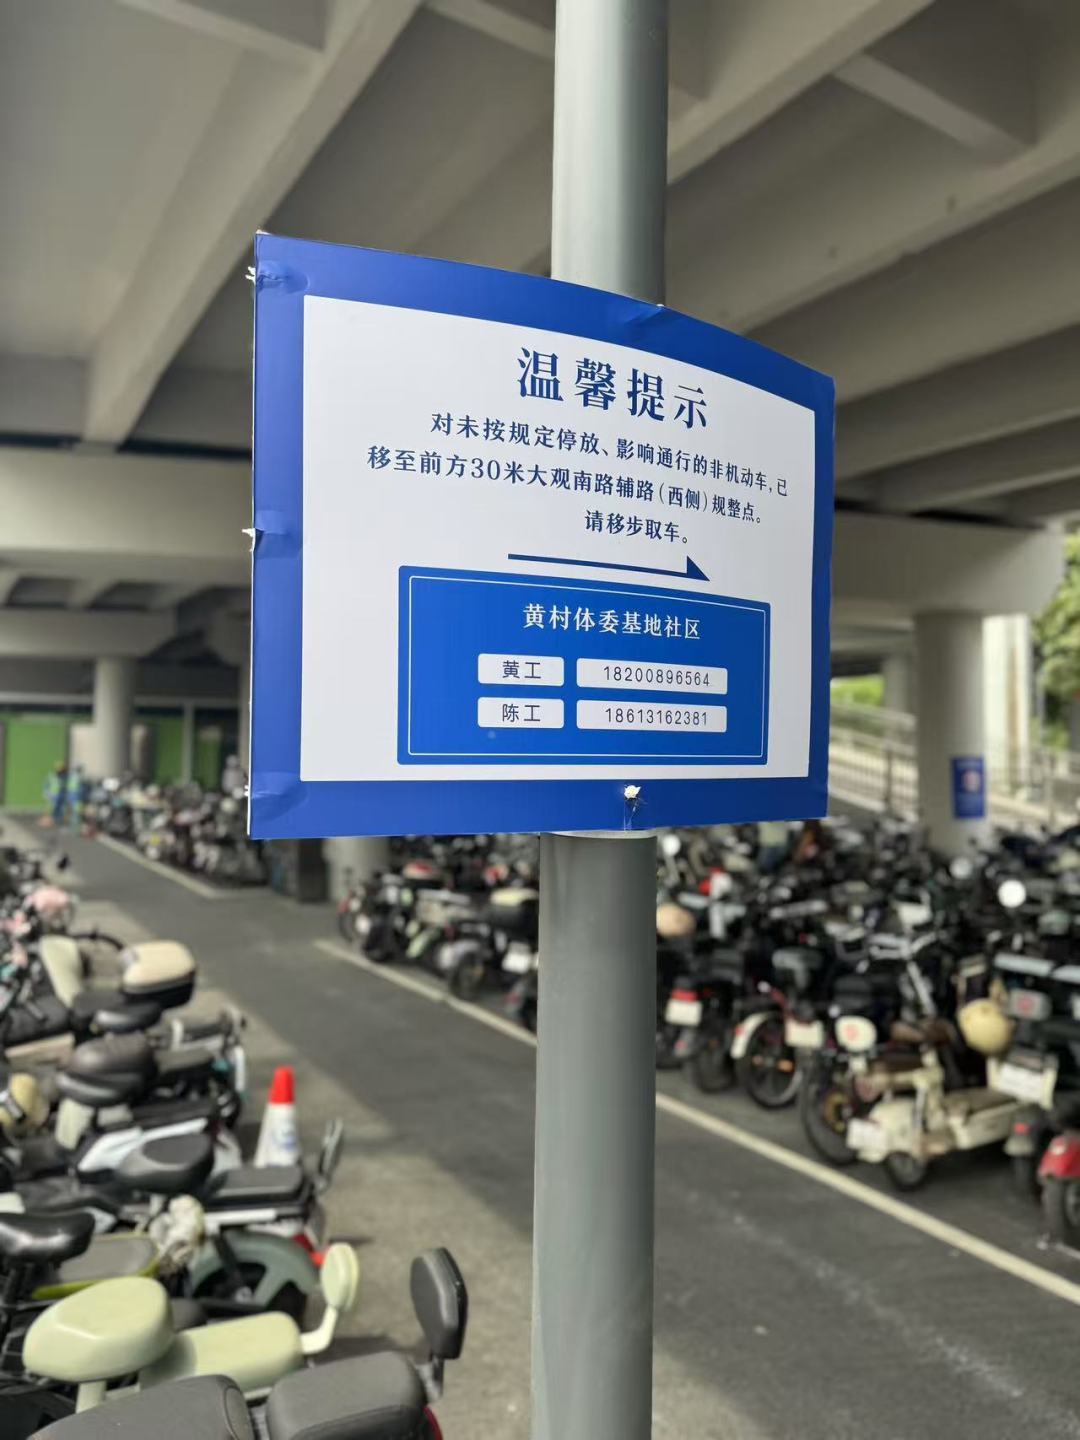 温馨提示
对未按规定停放、影响通行的非机动车,已
移至前方30米大观南路辅路(西侧)规整点。
请移步取车。
黄村体委基地社区
黄工 18200896564
陈工 18613162381